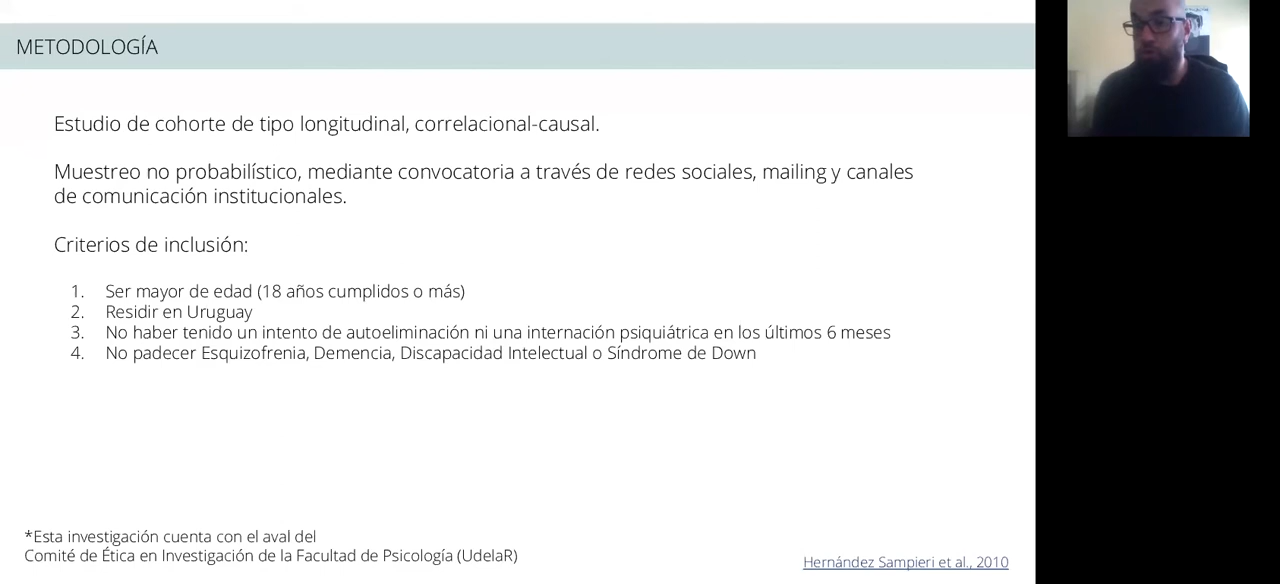 METODOLOGÍA
Estudio de cohorte de tipo longitudinal, correlacional-causal.
Muestreo no probabilístico, mediante convocatoria a través de redes sociales, mailing y canales
de comunicación institucionales.
Criterios de inclusión:
1. Ser mayor de edad (18 años cumplidos o más)
2. Residir en Uruguay
3. No haber tenido un intento de autoeliminación ni una internación psiquiátrica en los últimos 6 meses
4. No padecer Esquizofrenia, Demencia, Discapacidad Intelectual o Síndrome de Down
*Esta investigación cuenta con el aval del
Comité de Ética en Investigación de la Facultad de Psicología (UdelaR)
Hernández Sampieri et al., 2010